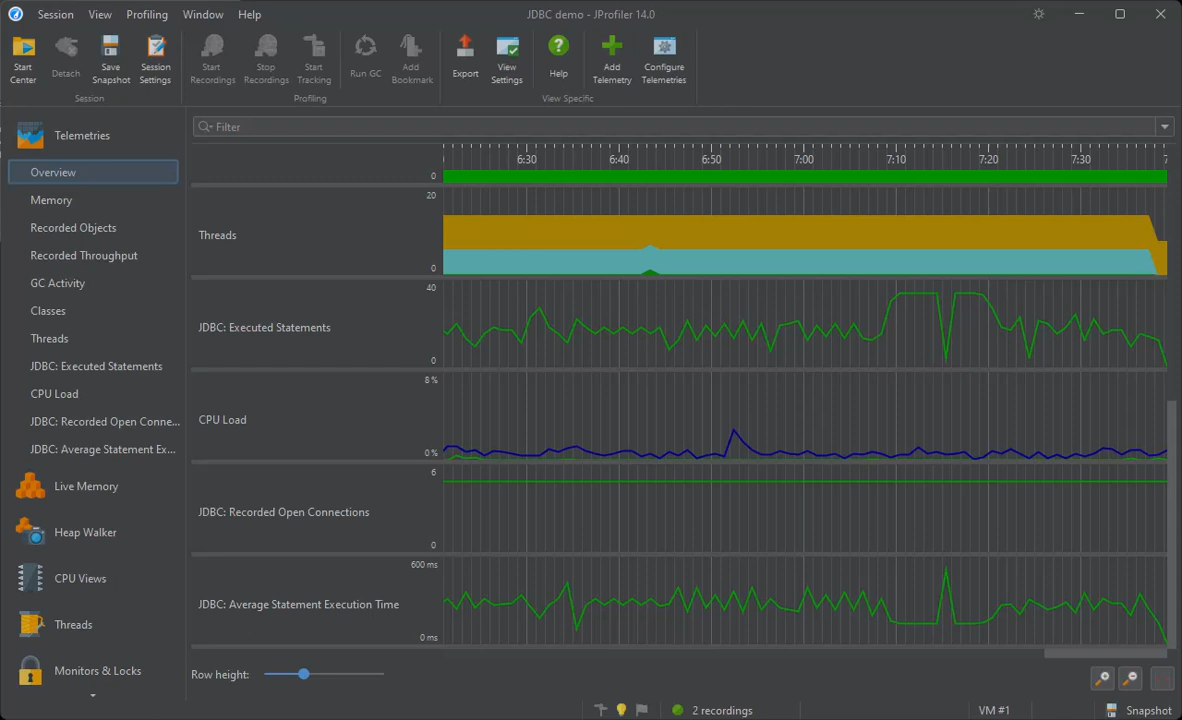 Session View Profiling Window Help
JDBC demo - JProfiler 14.0
Start Center
Detach
Save Snapshot
Session Settings
Start Recordings
Stop Recordings
Start Tracking
Run GC
Add Bookmark
Export
View Settings
Help
Add Telemetry
Configure Telemetries
Session
Profiling
View Specific
Telemetries
Overview
Memory
Recorded Objects
Recorded Throughput
GC Activity
Classes
Threads
JDBC: Executed Statements
CPU Load
JDBC: Recorded Open Conne...
JDBC: Average Statement Ex...
Live Memory
Heap Walker
CPU Views
Threads
Monitors & Locks
Filter
6:30 6:40 6:50 7:00 7:10 7:20 7:30 7
0
20
Threads
0
40
JDBC: Executed Statements
0
8 %
CPU Load
0 %
6
JDBC: Recorded Open Connections
0
600 ms
JDBC: Average Statement Execution Time
0 ms
Row height:
2 recordings
VM #1
Snapshot